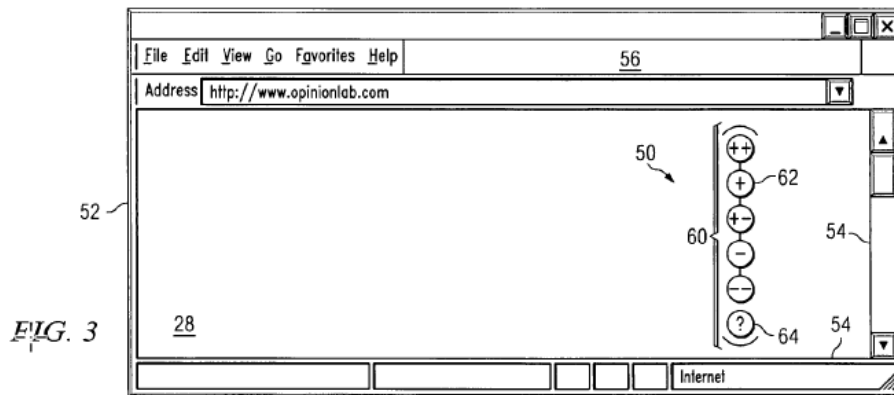 File Edit View Go Favorites Help 56
Address http://www.opinionlab.com
++
50
+ 62
52
+-
60 54
-
--
FIG. 3 28 ? 64 54
Internet